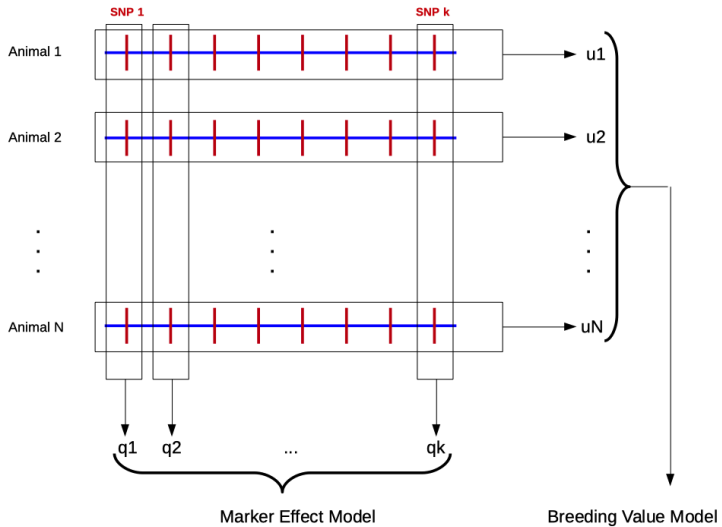 SNP 1
SNP k
Animal 1
u1
Animal 2
u2
Animal N
uN
q1
q2
...
qk
Marker Effect Model
Breeding Value Model